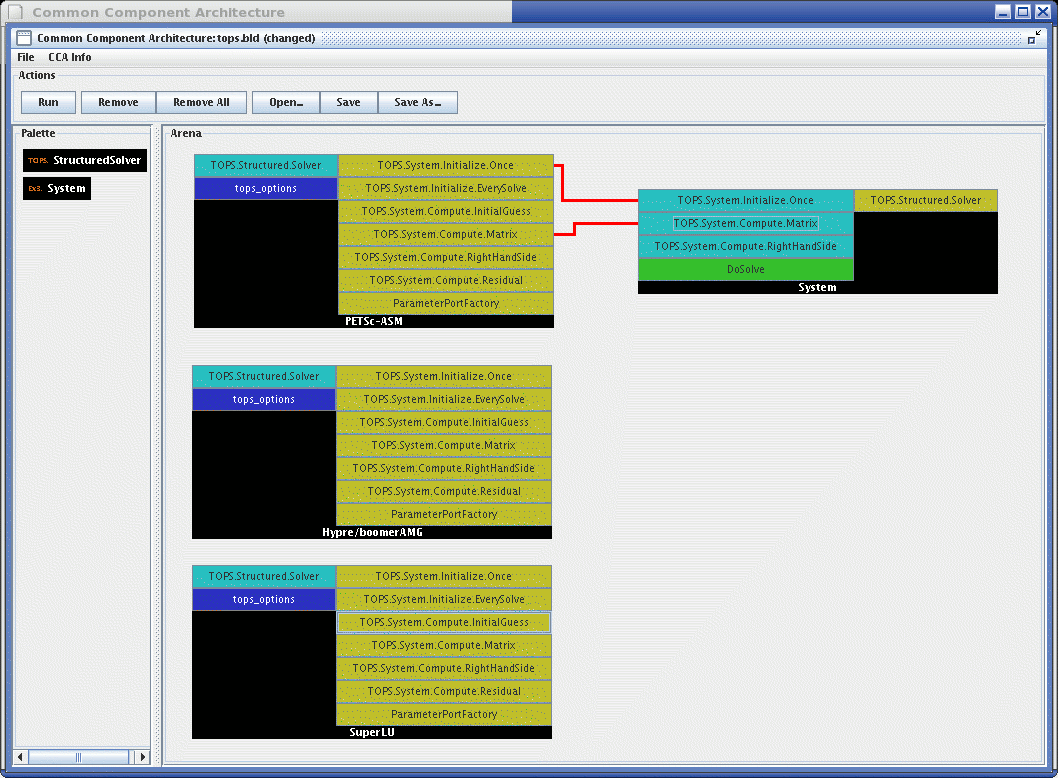 Common Component Architecture
Common Component Architecture:tops.bld (changed)
File CCA Info
Actions
Run Remove Remove All Open... Save Save As...
Palette
TOPS. StructuredSolver
Ex3. System
Arena
TOPS.Structured.Solver TOPS.System.Initialize.Once
tops_options TOPS.System.Initialize.EverySolve
TOPS.System.Compute.InitialGuess
TOPS.System.Compute.Matrix
TOPS.System.Compute.RightHandSide
TOPS.System.Compute.Residual
ParameterPortFactory
PETSc-ASM
TOPS.System.Initialize.Once TOPS.Structured.Solver
TOPS.System.Compute.Matrix
TOPS.System.Compute.RightHandSide
DoSolve
System
TOPS.Structured.Solver TOPS.System.Initialize.Once
tops_options TOPS.System.Initialize.EverySolve
TOPS.System.Compute.InitialGuess
TOPS.System.Compute.Matrix
TOPS.System.Compute.RightHandSide
TOPS.System.Compute.Residual
ParameterPortFactory
Hypre/boomerAMG
TOPS.Structured.Solver TOPS.System.Initialize.Once
tops_options TOPS.System.Initialize.EverySolve
TOPS.System.Compute.InitialGuess
TOPS.System.Compute.Matrix
TOPS.System.Compute.RightHandSide
TOPS.System.Compute.Residual
ParameterPortFactory
SuperLU